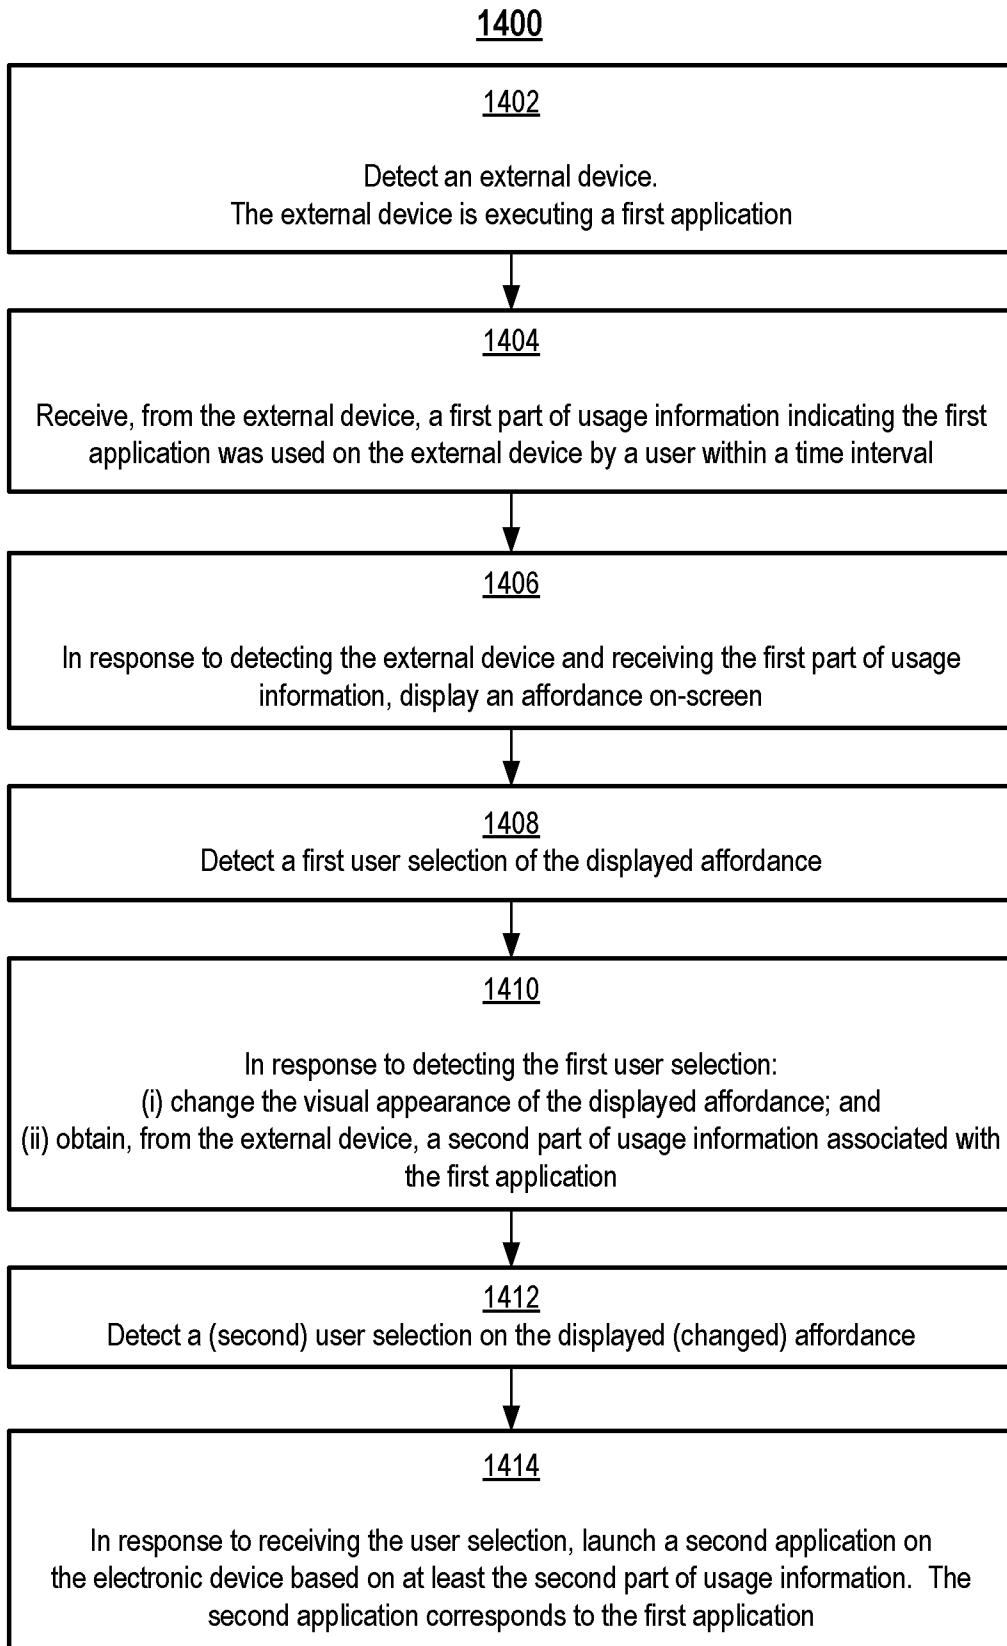 1400
1402
Detect an external device.
The external device is executing a first application
1404
Receive, from the external device, a first part of usage information indicating the first
application was used on the external device by a user within a time interval
1406
In response to detecting the external device and receiving the first part of usage
information, display an affordance on-screen
1408
Detect a first user selection of the displayed affordance
1410
In response to detecting the first user selection:
(i) change the visual appearance of the displayed affordance; and
(ii) obtain, from the external device, a second part of usage information associated with
the first application
1412
Detect a (second) user selection on the displayed (changed) affordance
1414
In response to receiving the user selection, launch a second application on
the electronic device based on at least the second part of usage information.  The
second application corresponds to the first application